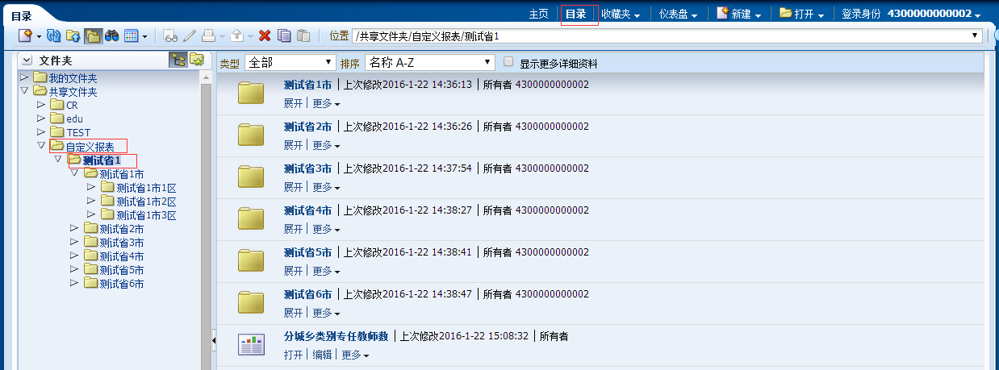 目录
主页 目录 收藏夹 仪表盘 新建 打开 登录身份 4300000000002
位置 /共享文件夹/自定义报表/测试省1
文件夹
我的文件夹
共享文件夹
CR
edu
TEST
自定义报表
测试省1
测试省1市
测试省1市1区
测试省1市2区
测试省1市3区
测试省2市
测试省3市
测试省4市
测试省5市
测试省6市
类型 全部 排序 名称 A-Z 显示更多详细资料
测试省1市 | 上次修改2016-1-22 14:36:13 | 所有者 4300000000002
展开 | 更多
测试省2市 | 上次修改2016-1-22 14:36:26 | 所有者 4300000000002
展开 | 更多
测试省3市 | 上次修改2016-1-22 14:37:54 | 所有者 4300000000002
展开 | 更多
测试省4市 | 上次修改2016-1-22 14:38:27 | 所有者 4300000000002
展开 | 更多
测试省5市 | 上次修改2016-1-22 14:38:41 | 所有者 4300000000002
展开 | 更多
测试省6市 | 上次修改2016-1-22 14:38:47 | 所有者 4300000000002
展开 | 更多
分城乡类别专任教师数 | 上次修改2016-1-22 15:08:32 | 所有者
打开 | 编辑 | 更多